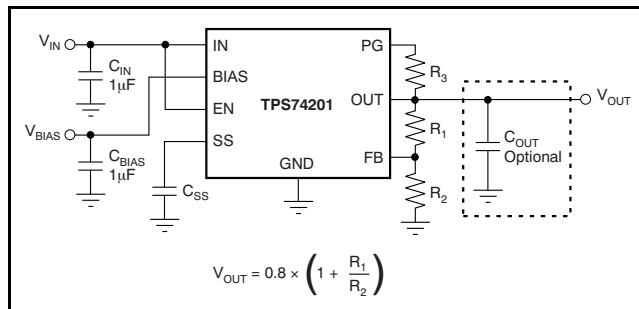 V_IN
C_IN
1µF
V_BIAS
C_BIAS
1µF
C_SS
IN
BIAS
EN
SS
TPS74201
GND
PG
OUT
FB
R_3
R_1
R_2
C_OUT
Optional
V_OUT
V_OUT = 0.8 × (1 + R_1/R_2)